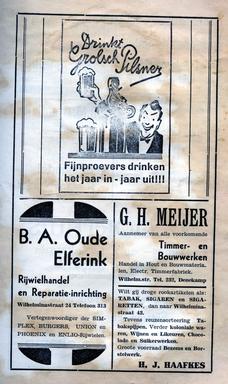 Drinkt
Grolsch Pilsner
Fijnproevers drinken
het jaar in - jaar uit!!!
B. A. Oude
Elferink
Rijwielhandel
en Reparatie-inrichting
Wilhelminastraat 24 Telefoon 313
Vertegenwoordiger der SIM-
PLEX, BURGERS, UNION en
PHOENIX en ENLIO-Rijwielen.
G. H. MEIJER
Aannemer van alle voorkomende
Timmer- en
Bouwwerken
Handel in Hout en Bouwmateria-
len, Electr. Timmerfabriek.
Wilhelm.str. Tel. 232, Denekamp
Wilt gij droge rookartikelen als
TABAK, SIGAREN en SIGA-
RETTEN, dan naar Wilhelmina-
straat 43.
Tevens reuzensorteering Ta-
bakspijpen. Verder koloniale wa-
ren, Wijnen en Likeuren, Choco-
lade en Suikerwerken.
Groote voorraad Bezems en Bor-
stelwerk.
H. J. HAAFKES